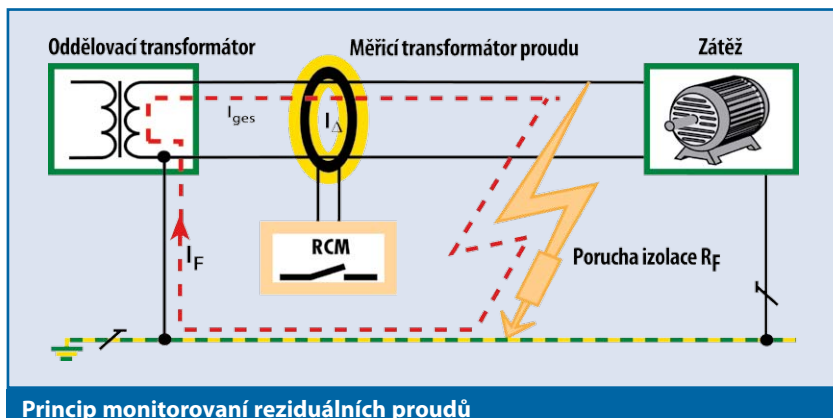 Oddělovací transformátor
Měřicí transformátor proudu
Zátěž
Iges
IΔ
RCM
IF
Porucha izolace RF
Princip monitorovaní reziduálních proudů